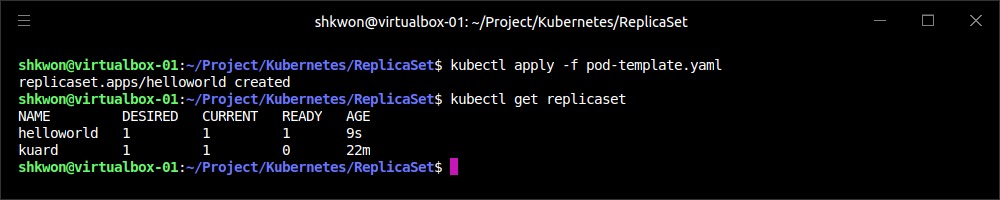 shkwon@virtualbox-01: ~/Project/Kubernetes/ReplicaSet
shkwon@virtualbox-01:~/Project/Kubernetes/ReplicaSet$ kubectl apply -f pod-template.yaml
replicaset.apps/helloworld created
shkwon@virtualbox-01:~/Project/Kubernetes/ReplicaSet$ kubectl get replicaset
NAME         DESIRED   CURRENT   READY   AGE
helloworld   1         1         1       9s
kuard        1         1         0       22m
shkwon@virtualbox-01:~/Project/Kubernetes/ReplicaSet$